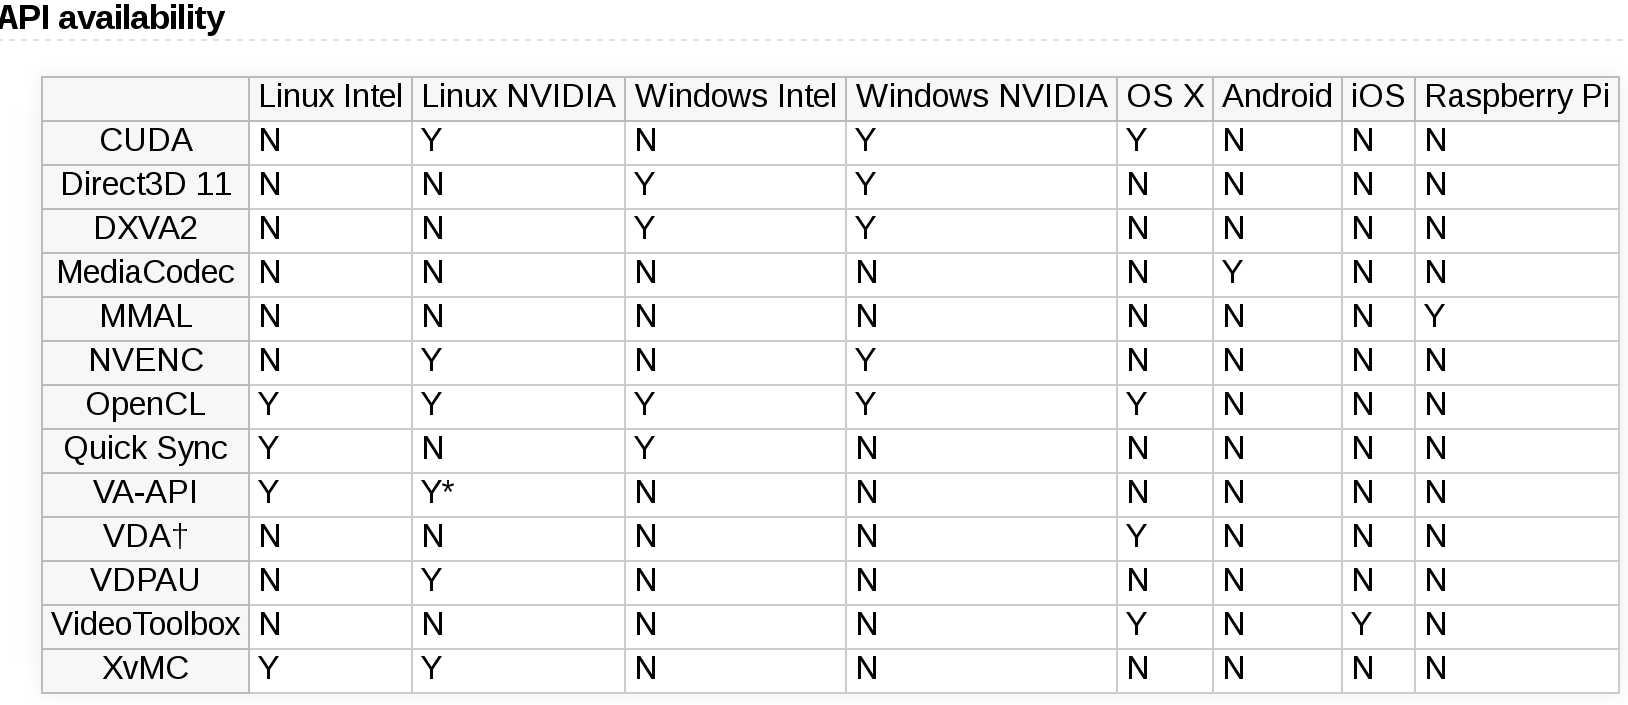 API availability
Linux Intel Linux NVIDIA Windows Intel Windows NVIDIA OS X Android iOS Raspberry Pi
CUDA N Y N Y Y N N N
Direct3D 11 N N Y Y N N N N
DXVA2 N N Y Y N N N N
MediaCodec N N N N N Y N N
MMAL N N N N N N N Y
NVENC N Y N Y N N N N
OpenCL Y Y Y Y Y N N N
Quick Sync Y N Y N N N N N
VA-API Y Y* N N N N N N
VDA† N N N N Y N N N
VDPAU N Y N N N N N N
VideoToolbox N N N N Y N Y N
XvMC Y Y N N N N N N